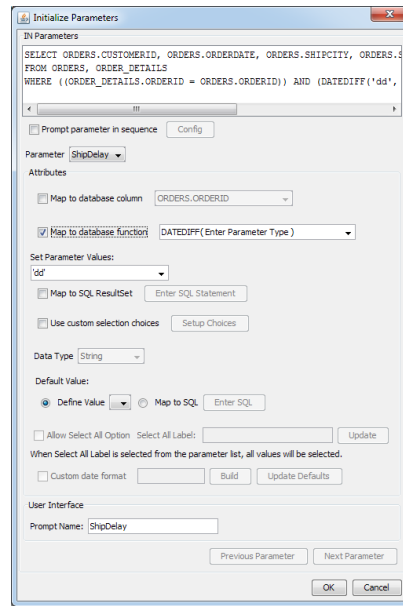 Initialize Parameters
IN Parameters
SELECT ORDERS.CUSTOMERID, ORDERS.ORDERDATE, ORDERS.SHIPCITY, ORDERS.S
FROM ORDERS, ORDER_DETAILS
WHERE ((ORDER_DETAILS.ORDERID = ORDERS.ORDERID)) AND (DATEDIFF('dd',
Prompt parameter in sequence Config
Parameter ShipDelay
Attributes
Map to database column ORDERS.ORDERID
Map to database function DATEDIFF( Enter Parameter Type )
Set Parameter Values:
'dd'
Map to SQL ResultSet Enter SQL Statement
Use custom selection choices Setup Choices
Data Type String
Default Value:
Define Value Map to SQL Enter SQL
Allow Select All Option Select All Label: Update
When Select All Label is selected from the parameter list, all values will be selected.
Custom date format Build Update Defaults
User Interface
Prompt Name: ShipDelay
Previous Parameter Next Parameter
OK Cancel